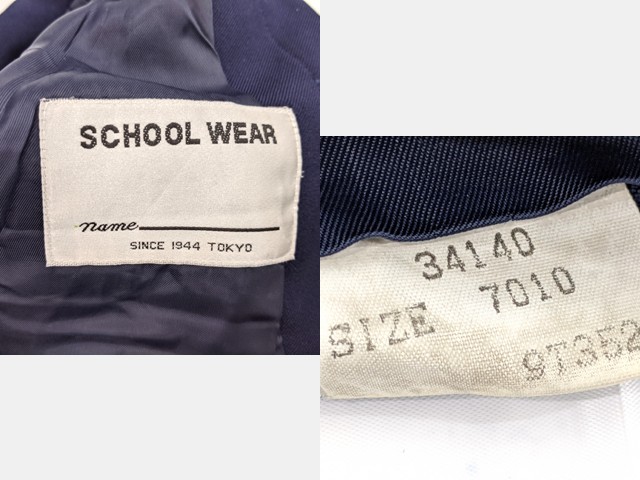 SCHOOL WEAR
name
SINCE 1944 TOKYO
34140
SIZE 7010
9T352